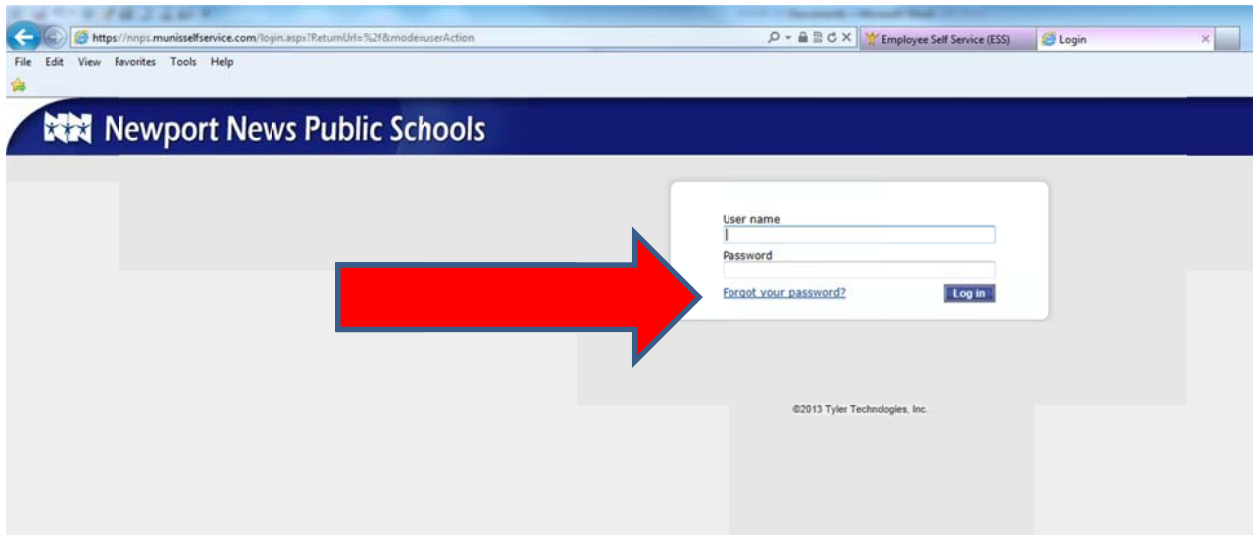 https://nnps.munisselfservice.com/login.aspx?ReturnUrl=%2f&mode=userAction
Employee Self Service (ESS)
Login
File Edit View Favorites Tools Help
Newport News Public Schools
User name
Password
Forgot your password?
Log in
©2013 Tyler Technologies, Inc.